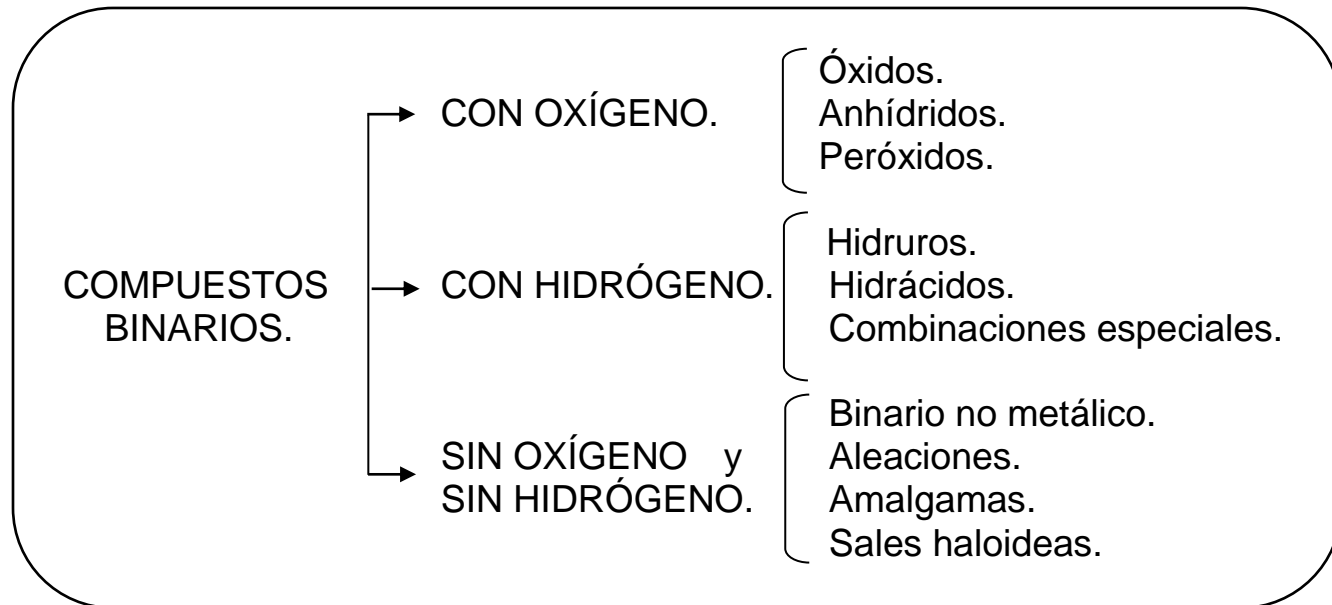 COMPUESTOS
BINARIOS.
CON OXÍGENO.
Óxidos.
Anhídridos.
Peróxidos.
CON HIDRÓGENO.
Hidruros.
Hidrácidos.
Combinaciones especiales.
SIN OXÍGENO y
SIN HIDRÓGENO.
Binario no metálico.
Aleaciones.
Amalgamas.
Sales haloideas.